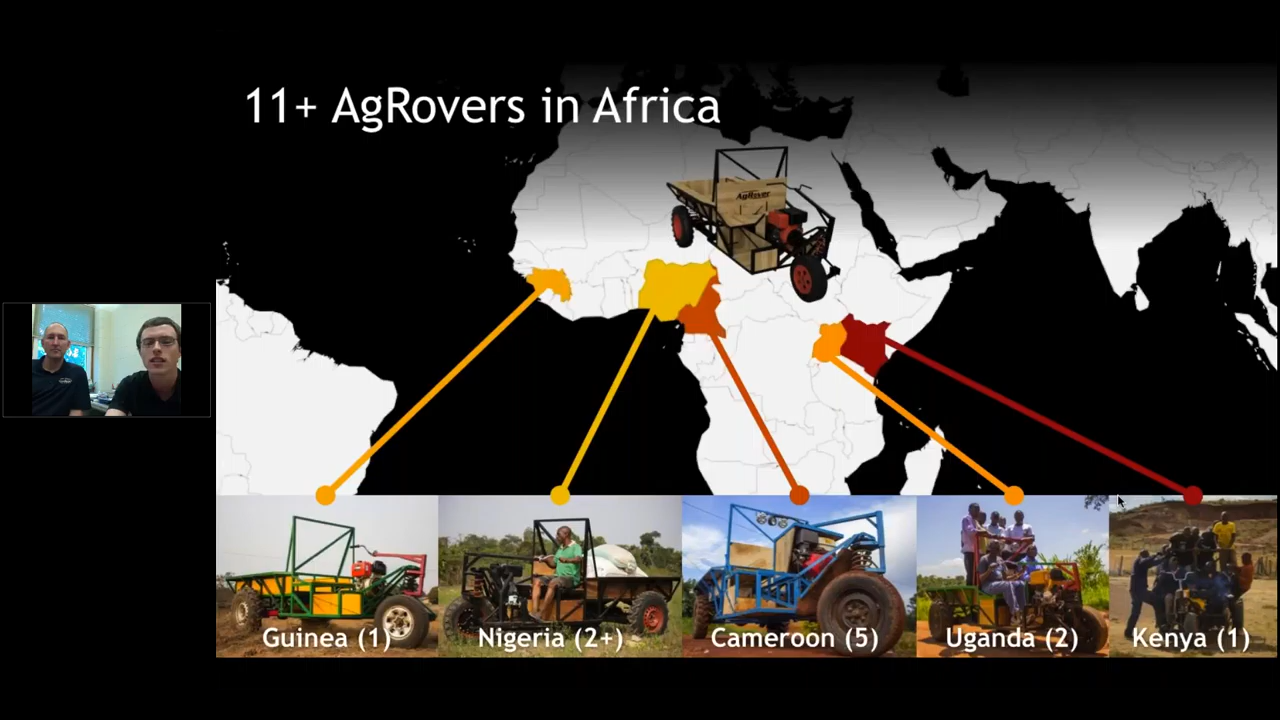 11+ AgRovers in Africa
AgRover
Guinea (1)
Nigeria (2+)
Cameroon (5)
Uganda (2)
Kenya (1)